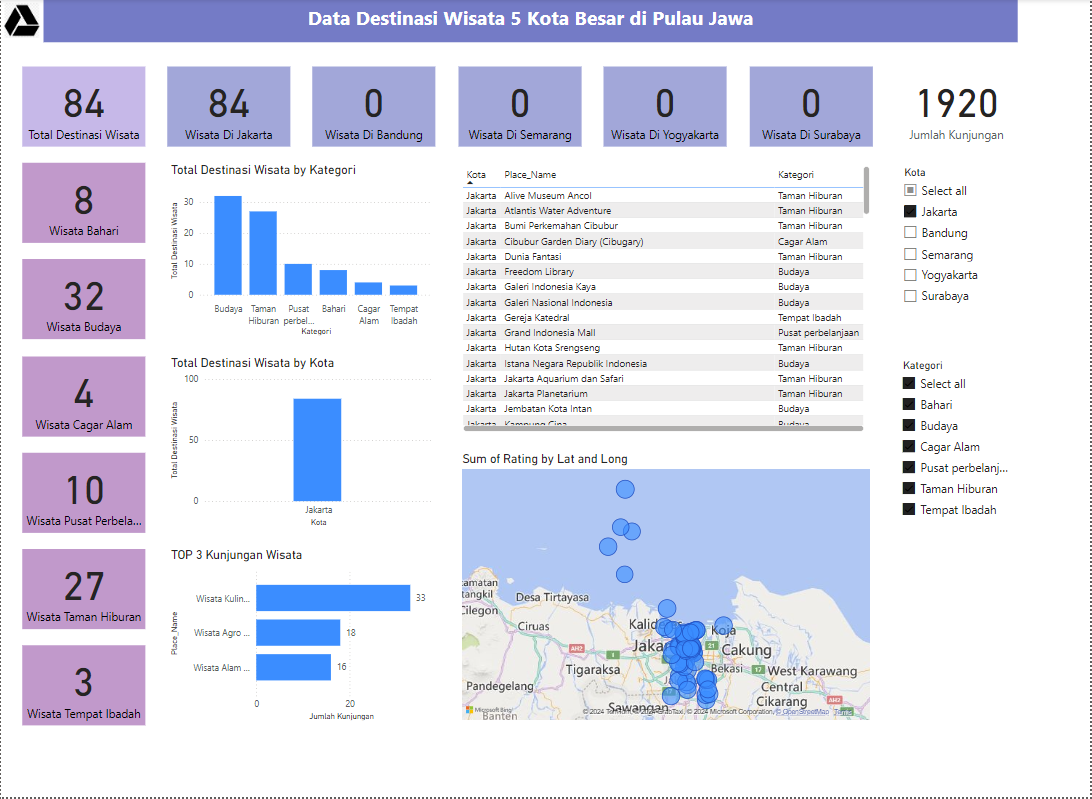 Data Destinasi Wisata 5 Kota Besar di Pulau Jawa
84
Total Destinasi Wisata
84
Wisata Di Jakarta
0
Wisata Di Bandung
0
Wisata Di Semarang
0
Wisata Di Yogyakarta
0
Wisata Di Surabaya
1920
Jumlah Kunjungan
8
Wisata Bahari
32
Wisata Budaya
4
Wisata Cagar Alam
10
Wisata Pusat Perbela...
27
Wisata Taman Hiburan
3
Wisata Tempat Ibadah
Total Destinasi Wisata by Kategori
Total Destinasi Wisata
30
20
10
0
Budaya
Taman Hiburan
Pusat perbel...
Bahari
Cagar Alam
Tempat Ibadah
Kategori
Total Destinasi Wisata by Kota
Total Destinasi Wisata
100
50
0
Jakarta
Kota
TOP 3 Kunjungan Wisata
Place_Name
Wisata Kulin... 33
Wisata Agro ... 18
Wisata Alam ... 16
0 20
Jumlah Kunjungan
Kota Place_Name Kategori
Jakarta Alive Museum Ancol Taman Hiburan
Jakarta Atlantis Water Adventure Taman Hiburan
Jakarta Bumi Perkemahan Cibubur Taman Hiburan
Jakarta Cibubur Garden Diary (Cibugary) Cagar Alam
Jakarta Dunia Fantasi Taman Hiburan
Jakarta Freedom Library Budaya
Jakarta Galeri Indonesia Kaya Budaya
Jakarta Galeri Nasional Indonesia Budaya
Jakarta Gereja Katedral Tempat Ibadah
Jakarta Grand Indonesia Mall Pusat perbelanjaan
Jakarta Hutan Kota Srengseng Taman Hiburan
Jakarta Istana Negara Republik Indonesia Budaya
Jakarta Jakarta Aquarium dan Safari Taman Hiburan
Jakarta Jakarta Planetarium Taman Hiburan
Jakarta Jembatan Kota Intan Budaya
Jakarta Kampung Cina Budaya
Sum of Rating by Lat and Long
Desa Tirtayasa
Cilegon
Ciruas
Koja
Cakung
Tigaraksa
Bekasi
West Karawang
Central
Cikarang
Pandegelang
Sawangan
Banten
AH2
1
21
17
AH2
Microsoft Bing
© 2024 Microsoft Corporation, © OpenStreetMap Terms
Kota
Select all
Jakarta
Bandung
Semarang
Yogyakarta
Surabaya
Kategori
Select all
Bahari
Budaya
Cagar Alam
Pusat perbelanj...
Taman Hiburan
Tempat Ibadah